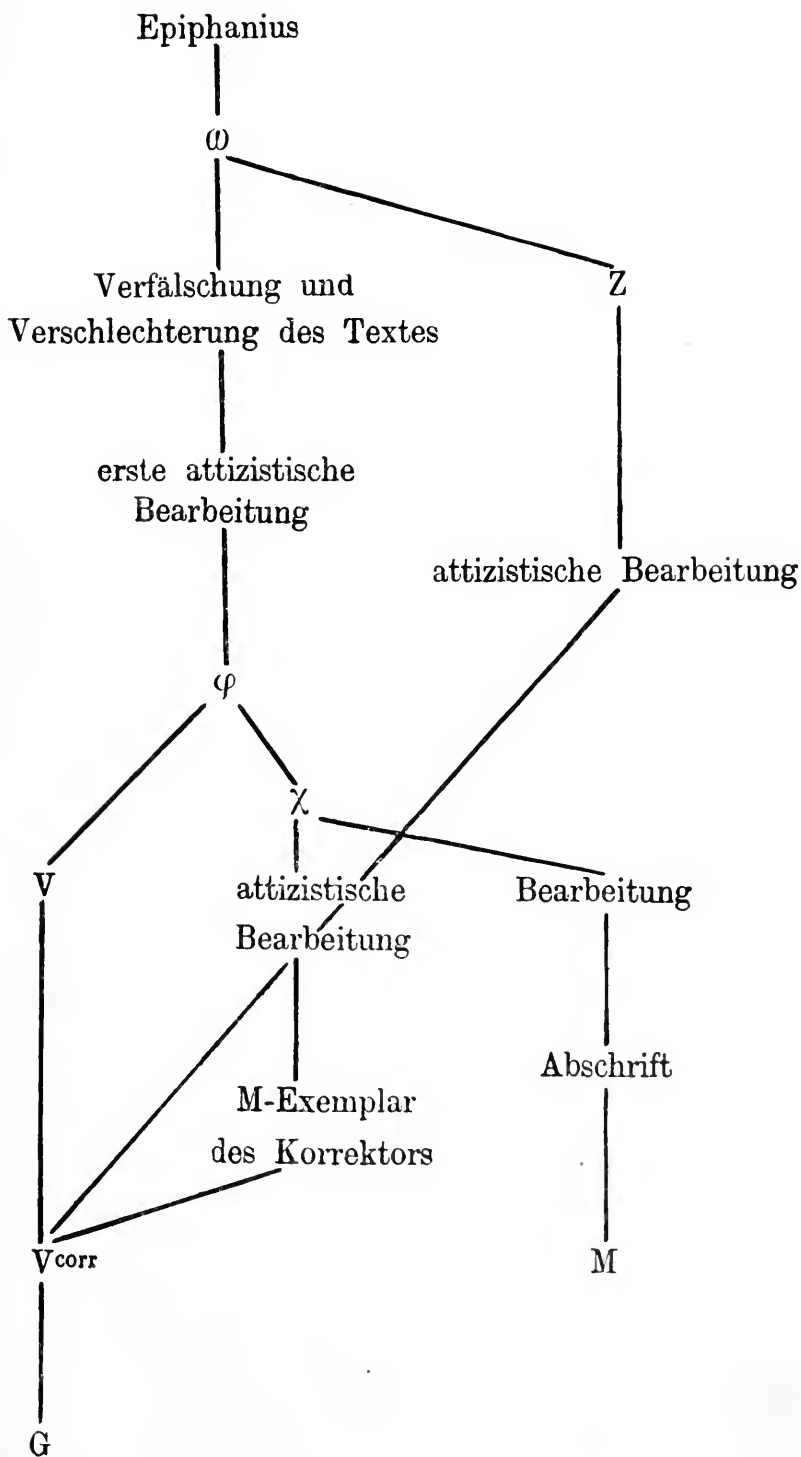 Epiphanius
ω
Verfälschung und
Verschlechterung des Textes
Z
erste attizistische
Bearbeitung
attizistische Bearbeitung
φ
χ
V
attizistische
Bearbeitung
Bearbeitung
Abschrift
M-Exemplar
des Korrektors
Vcorr
M
G